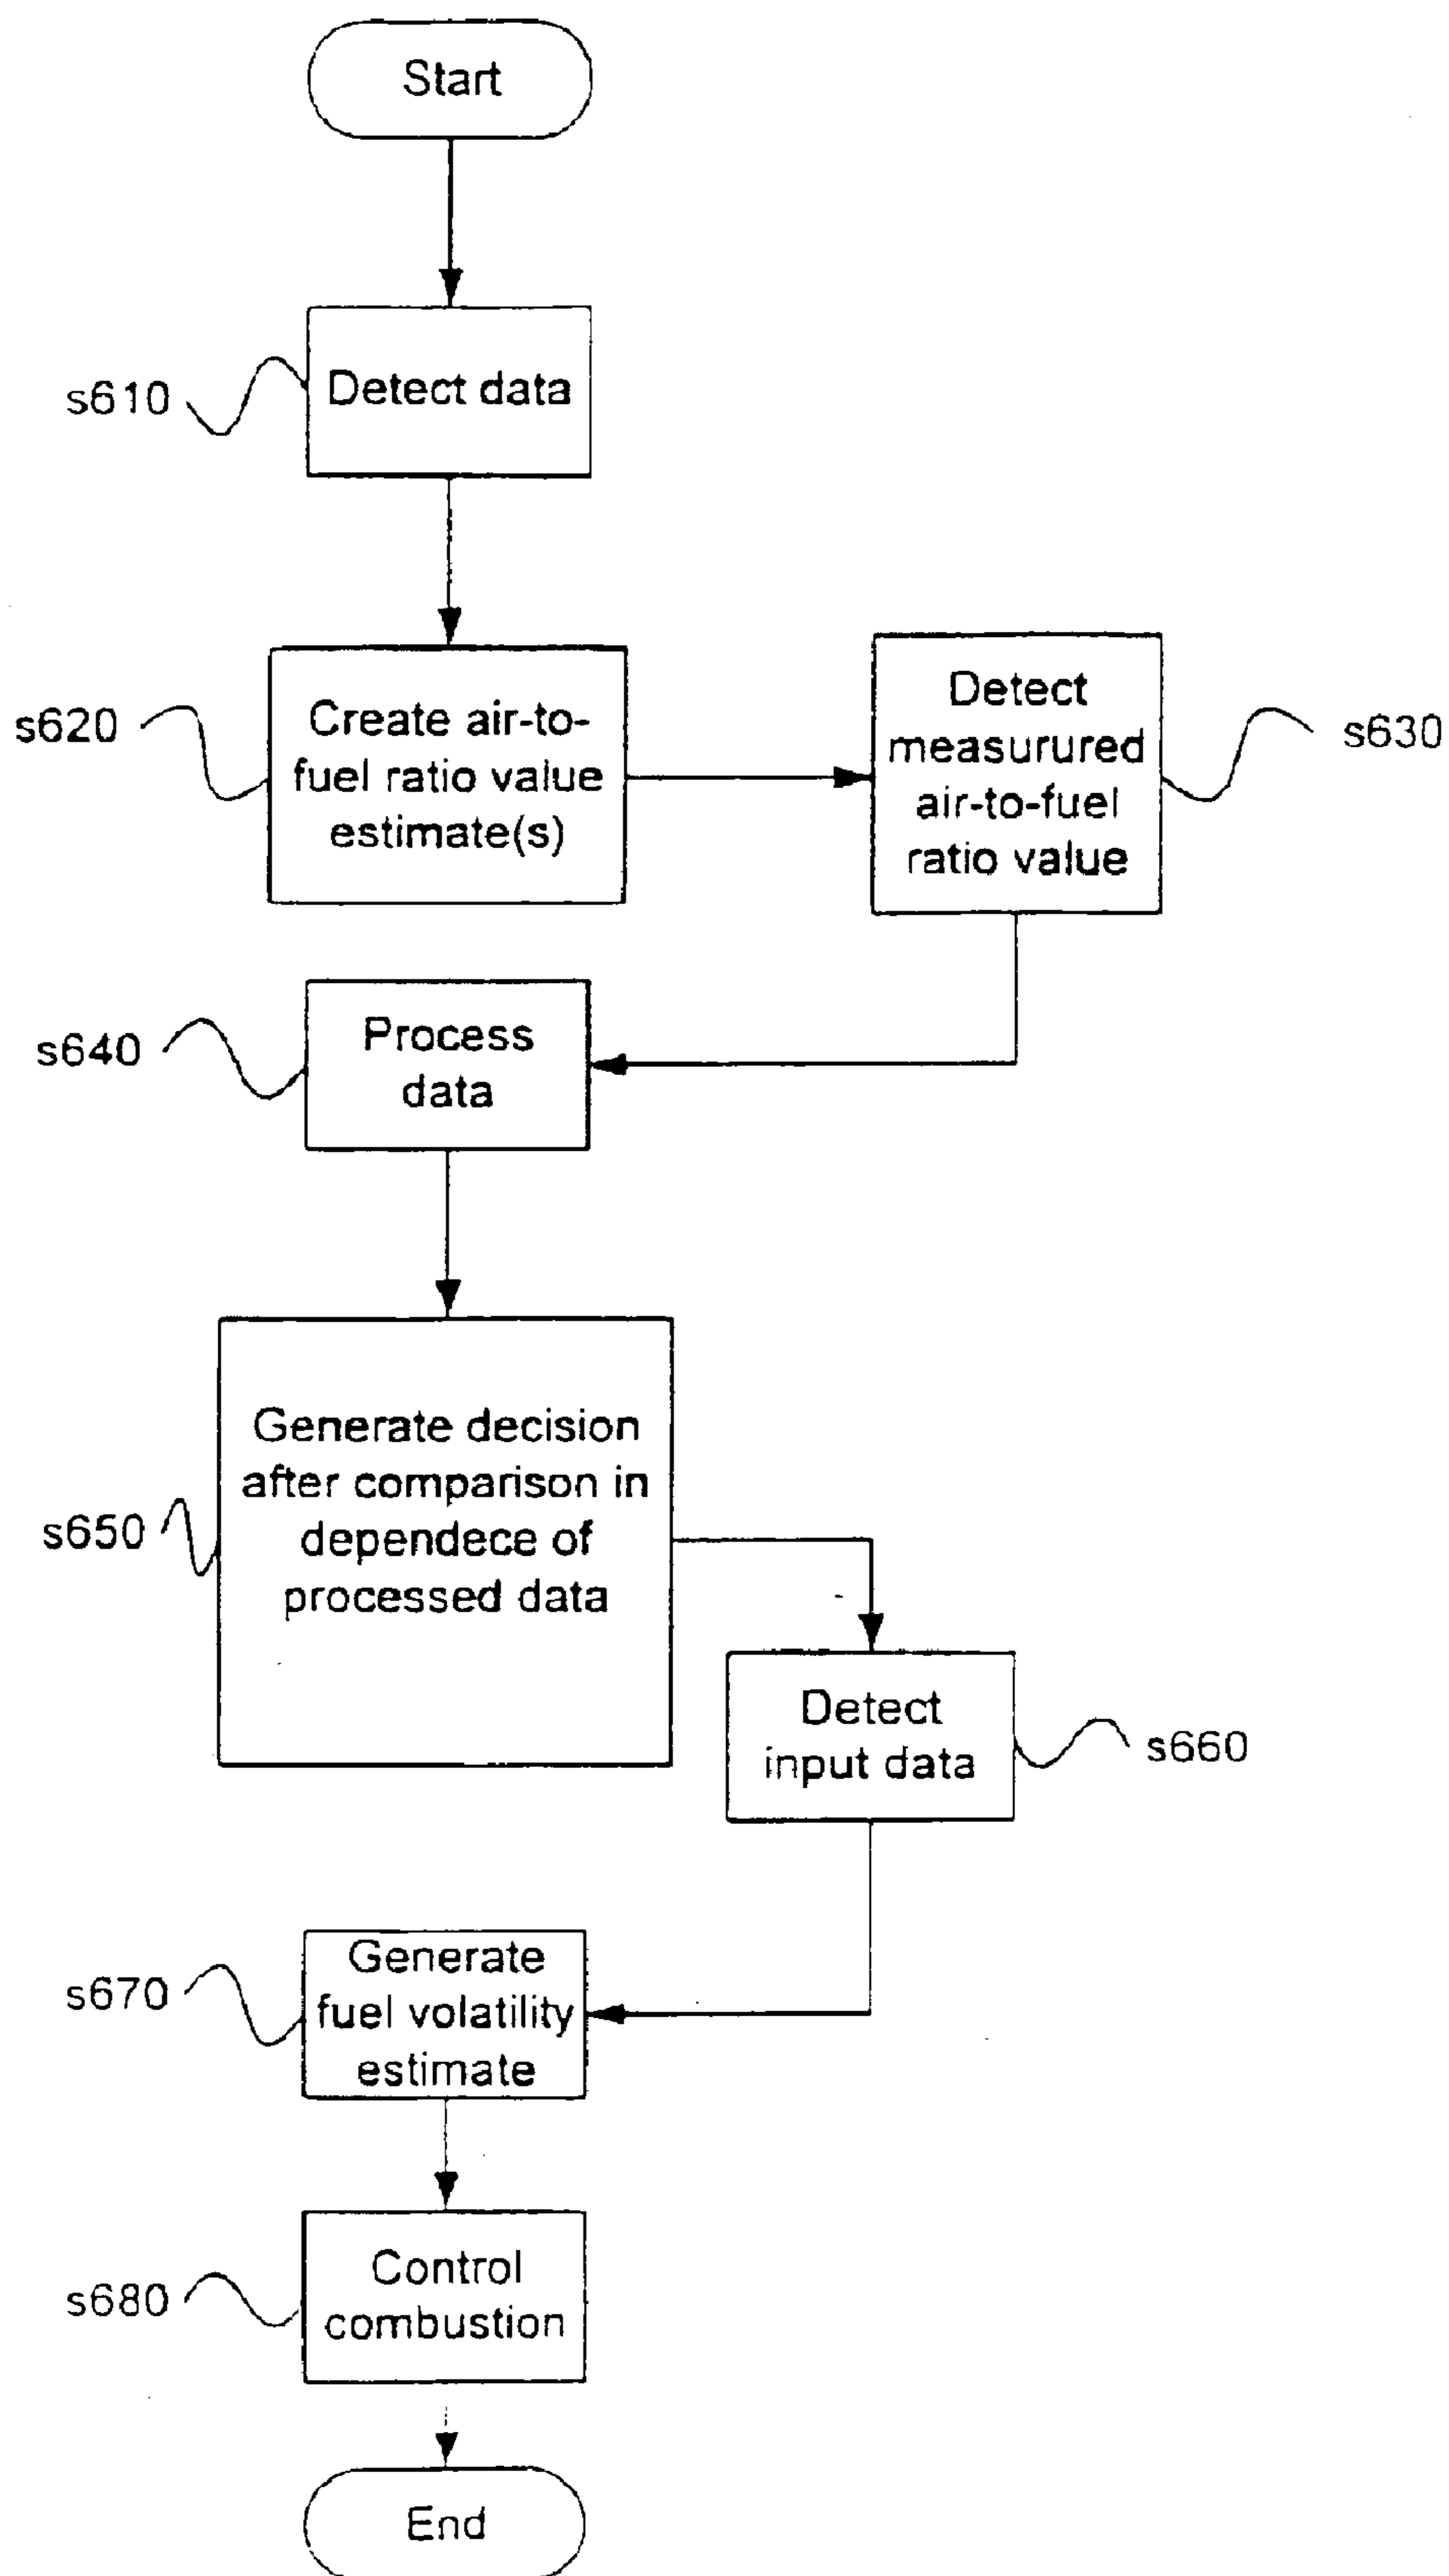 Start
s610
Detect data
s620
Create air-to-
fuel ratio value
estimate(s)
Detect
measurured
air-to-fuel
ratio value
s630
s640
Process
data
s650
Generate decision
after comparison in
dependece of
processed data
Detect
input data
s660
s670
Generate
fuel volatility
estimate
s680
Control
combustion
End